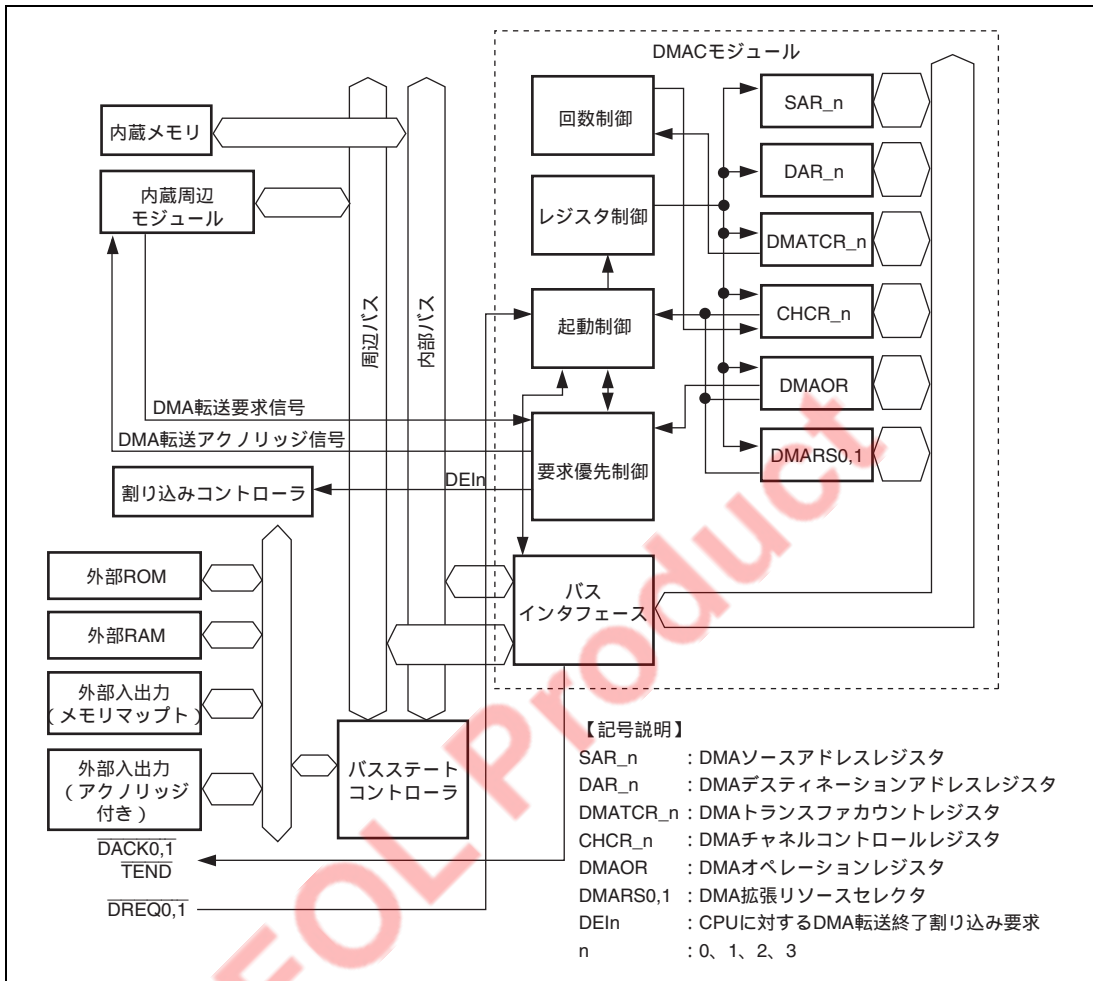 DMACモジュール
回数制御
SAR_n
内蔵メモリ
DAR_n
内蔵周辺
モジュール
レジスタ制御
DMATCR_n
周辺バス
内部バス
起動制御
CHCR_n
DMAOR
DMA転送要求信号
DMA転送アクノリッジ信号
要求優先制御
DMARS0,1
DEIn
割り込みコントローラ
外部ROM
バス
インタフェース
外部RAM
外部入出力
(メモリマップト)
バスステート
コントローラ
外部入出力
(アクノリッジ
付き)
DACK0,1
TEND
DREQ0,1
【記号説明】
SAR_n :DMAソースアドレスレジスタ
DAR_n :DMAデスティネーションアドレスレジスタ
DMATCR_n :DMAトランスファカウントレジスタ
CHCR_n :DMAチャネルコントロールレジスタ
DMAOR :DMAオペレーションレジスタ
DMARS0,1 :DMA拡張リソースセレクタ
DEIn :CPUに対するDMA転送終了割り込み要求
n :0、1、2、3
EOL Product